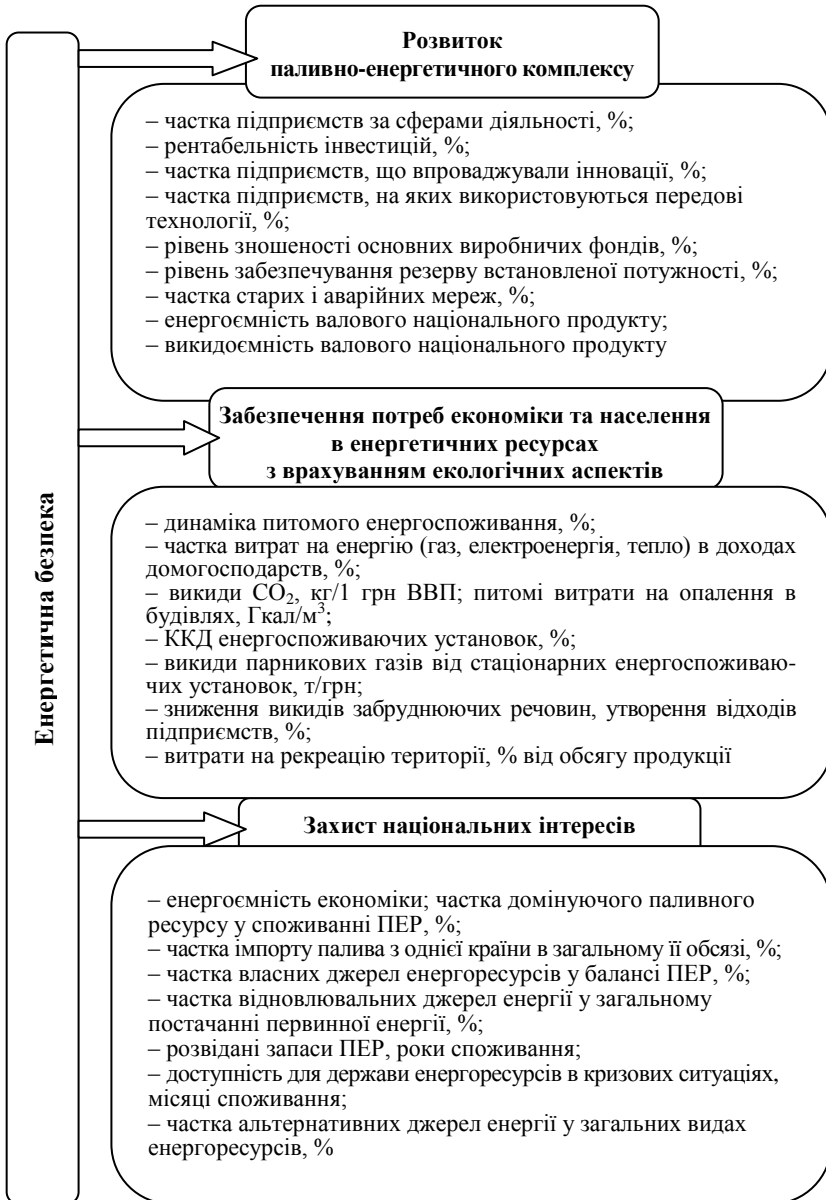 Енергетична безпека
Розвиток
паливно-енергетичного комплексу
– частка підприємств за сферами діяльності, %;
– рентабельність інвестицій, %;
– частка підприємств, що впроваджували інновації, %;
– частка підприємств, на яких використовуються передові
технології, %;
– рівень зношеності основних виробничих фондів, %;
– рівень забезпечування резерву встановленої потужності, %;
– частка старих і аварійних мереж, %;
– енергоємність валового національного продукту;
– викидоємність валового національного продукту
Забезпечення потреб економіки та населення
в енергетичних ресурсах
з врахуванням екологічних аспектів
– динаміка питомого енергоспоживання, %;
– частка витрат на енергію (газ, електроенергія, тепло) в доходах
домогосподарств, %;
– викиди CO₂, кг/1 грн ВВП; питомі витрати на опалення в
будівлях, Гкал/м³;
– ККД енергоспоживаючих установок, %;
– викиди парникових газів від стаціонарних енергоспоживаю-
чих установок, т/грн;
– зниження викидів забруднюючих речовин, утворення відходів
підприємств, %;
– витрати на рекреацію території, % від обсягу продукції
Захист національних інтересів
– енергоємність економіки; частка домінуючого паливного
ресурсу у споживанні ПЕР, %;
– частка імпорту палива з однієї країни в загальному її обсязі, %;
– частка власних джерел енергоресурсів у балансі ПЕР, %;
– частка відновлювальних джерел енергії у загальному
постачанні первинної енергії, %;
– розвідані запаси ПЕР, роки споживання;
– доступність для держави енергоресурсів в кризових ситуаціях,
місяці споживання;
– частка альтернативних джерел енергії у загальних видах
енергоресурсів, %